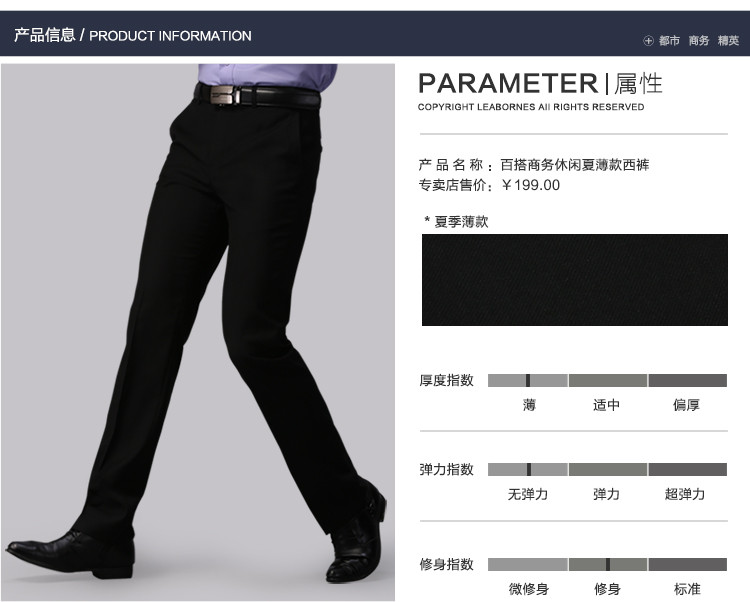 产品信息 / PRODUCT INFORMATION
都市 商务 精英
PARAMETER | 属性
COPYRIGHT LEABORNES All RIGHTS RESERVED
产品名称：百搭商务休闲夏薄款西裤
专卖店售价：￥199.00
* 夏季薄款
厚度指数
薄 适中 偏厚
弹力指数
无弹力 弹力 超弹力
修身指数
微修身 修身 标准